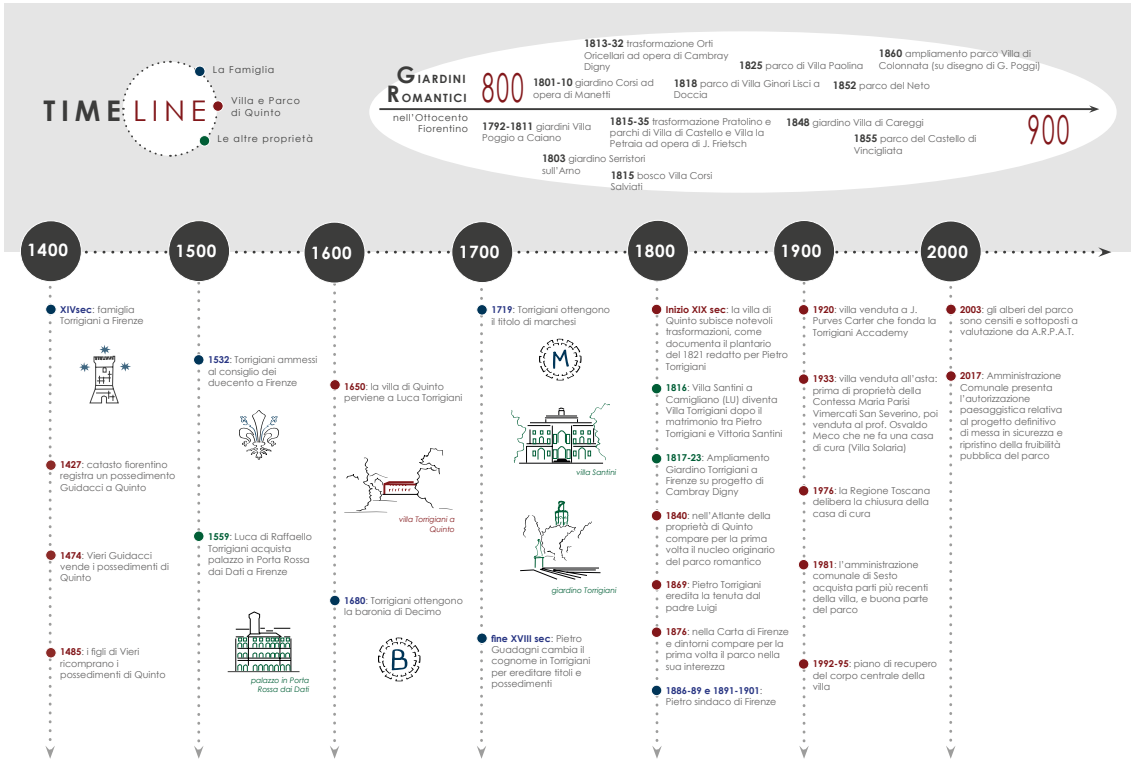 TIMELINE
La Famiglia
Villa e Parco
di Quinto
Le altre proprietà
GIARDINI
ROMANTICI
nell'Ottocento
Fiorentino
800
1813-32 trasformazione Orti
Oricellari ad opera di Cambray
Digny
1825 parco di Villa Paolina
1860 ampliamento parco Villa di
Colonnata (su disegno di G. Poggi)
1801-10 giardino Corsi ad
opera di Manetti
1818 parco di Villa Ginori Lisci a
Doccia
1852 parco del Neto
1792-1811 giardini Villa
Poggio a Caiano
1815-35 trasformazione Pratolino e
parchi di Villa di Castello e Villa la
Petraia ad opera di J. Frietsch
1848 giardino Villa di Careggi
1855 parco del Castello di
Vincigliata
900
1803 giardino Serristori
sull'Arno
1815 bosco Villa Corsi
Salviati
1400
1500
1600
1700
1800
1900
2000
XIVsec: famiglia
Torrigiani a Firenze
1427: catasto fiorentino
registra un possedimento
Guidacci a Quinto
1474: Vieri Guidacci
vende i possedimenti di
Quinto
1485: i figli di Vieri
ricomprano i
possedimenti di Quinto
1532: Torrigiani ammessi
al consiglio dei
duecento a Firenze
1559: Luca di Raffaello
Torrigiani acquista
palazzo in Porta Rossa
dai Dati a Firenze
palazzo in Porta
Rossa dai Dati
1650: la villa di Quinto
perviene a Luca Torrigiani
villa Torrigiani a
Quinto
1680: Torrigiani ottengono
la baronia di Decimo
B
1719: Torrigiani ottengono
il titolo di marchesi
M
villa Santini
giardino Torrigiani
fine XVIII sec: Pietro
Guadagni cambia il
cognome in Torrigiani
per ereditare titoli e
possedimenti
Inizio XIX sec: la villa di
Quinto subisce notevoli
trasformazioni, come
documenta il plantario
del 1821 redatto per Pietro
Torrigiani
1816: Villa Santini a
Camigliano (LU) diventa
Villa Torrigiani dopo il
matrimonio tra Pietro
Torrigiani e Vittoria Santini
1817-23: Ampliamento
Giardino Torrigiani a
Firenze su progetto di
Cambray Digny
1840: nell'Atlante della
proprietà di Quinto
compare per la prima
volta il nucleo originario
del parco romantico
1869: Pietro Torrigiani
eredita la tenuta dal
padre Luigi
1876: nella Carta di Firenze
e dintorni compare per la
prima volta il parco nella
sua interezza
1886-89 e 1891-1901:
Pietro sindaco di Firenze
1920: villa venduta a J.
Purves Carter che fonda la
Torrigiani Accademy
1933: villa venduta all'asta:
prima di proprietà della
Contessa Maria Parisi
Vimercati San Severino, poi
venduta al prof. Osvaldo
Meco che ne fa una casa
di cura (Villa Solaria)
1976: la Regione Toscana
delibera la chiusura della
casa di cura
1981: l'amministrazione
comunale di Sesto
acquista parti più recenti
della villa, e buona parte
del parco
1992-95: piano di recupero
del corpo centrale della
villa
2003: gli alberi del parco
sono censiti e sottoposti a
valutazione da A.R.P.A.T.
2017: Amministrazione
Comunale presenta
l'autorizzazione
paesaggistica relativa
al progetto definitivo
di messa in sicurezza e
ripristino della fruibilità
pubblica del parco